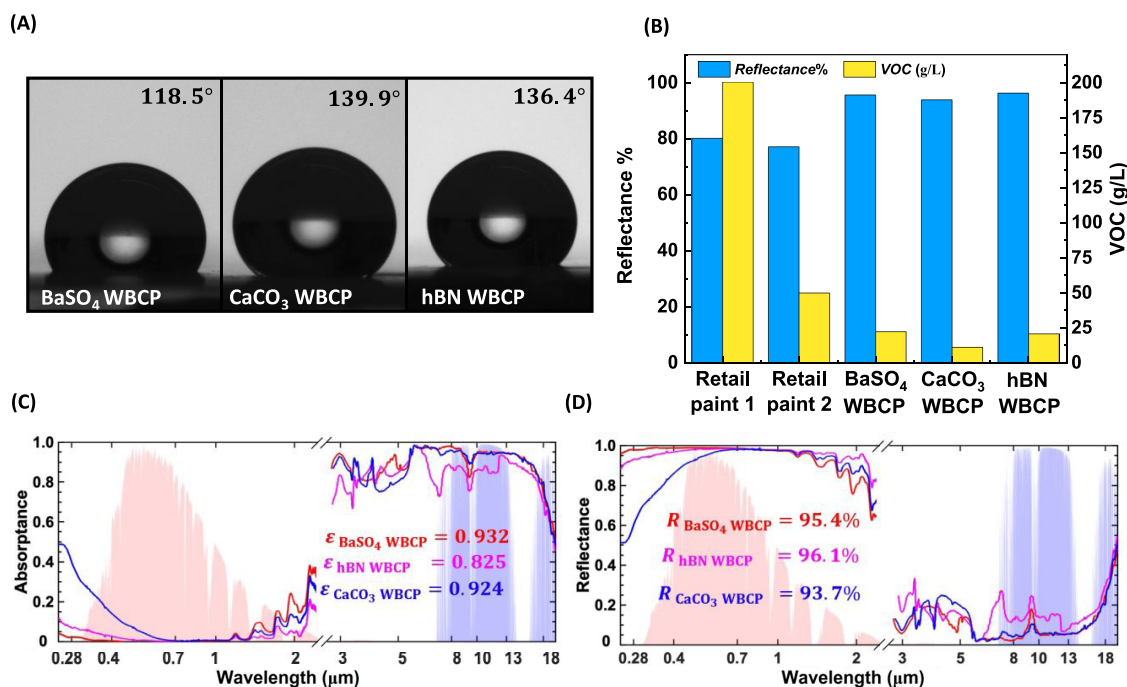 (A)
118.5°
139.9°
136.4°
BaSO₄ WBCP
CaCO₃ WBCP
hBN WBCP
(B)
Reflectance%
VOC (g/L)
100
80
60
40
20
0
Reflectance %
200
175
150
125
100
75
50
25
0
VOC (g/L)
Retail paint 1
Retail paint 2
BaSO₄ WBCP
CaCO₃ WBCP
hBN WBCP
(C)
1.0
0.8
0.6
0.4
0.2
0
Absorptance
ε BaSO₄ WBCP = 0.932
ε hBN WBCP = 0.825
ε CaCO₃ WBCP = 0.924
0.28 0.4 0.7 1 2 3 5 8 10 13 18
Wavelength (μm)
(D)
1.0
0.8
0.6
0.4
0.2
0
Reflectance
R BaSO₄ WBCP = 95.4%
R hBN WBCP = 96.1%
R CaCO₃ WBCP = 93.7%
0.28 0.4 0.7 1 2 3 5 8 10 13 18
Wavelength (μm)